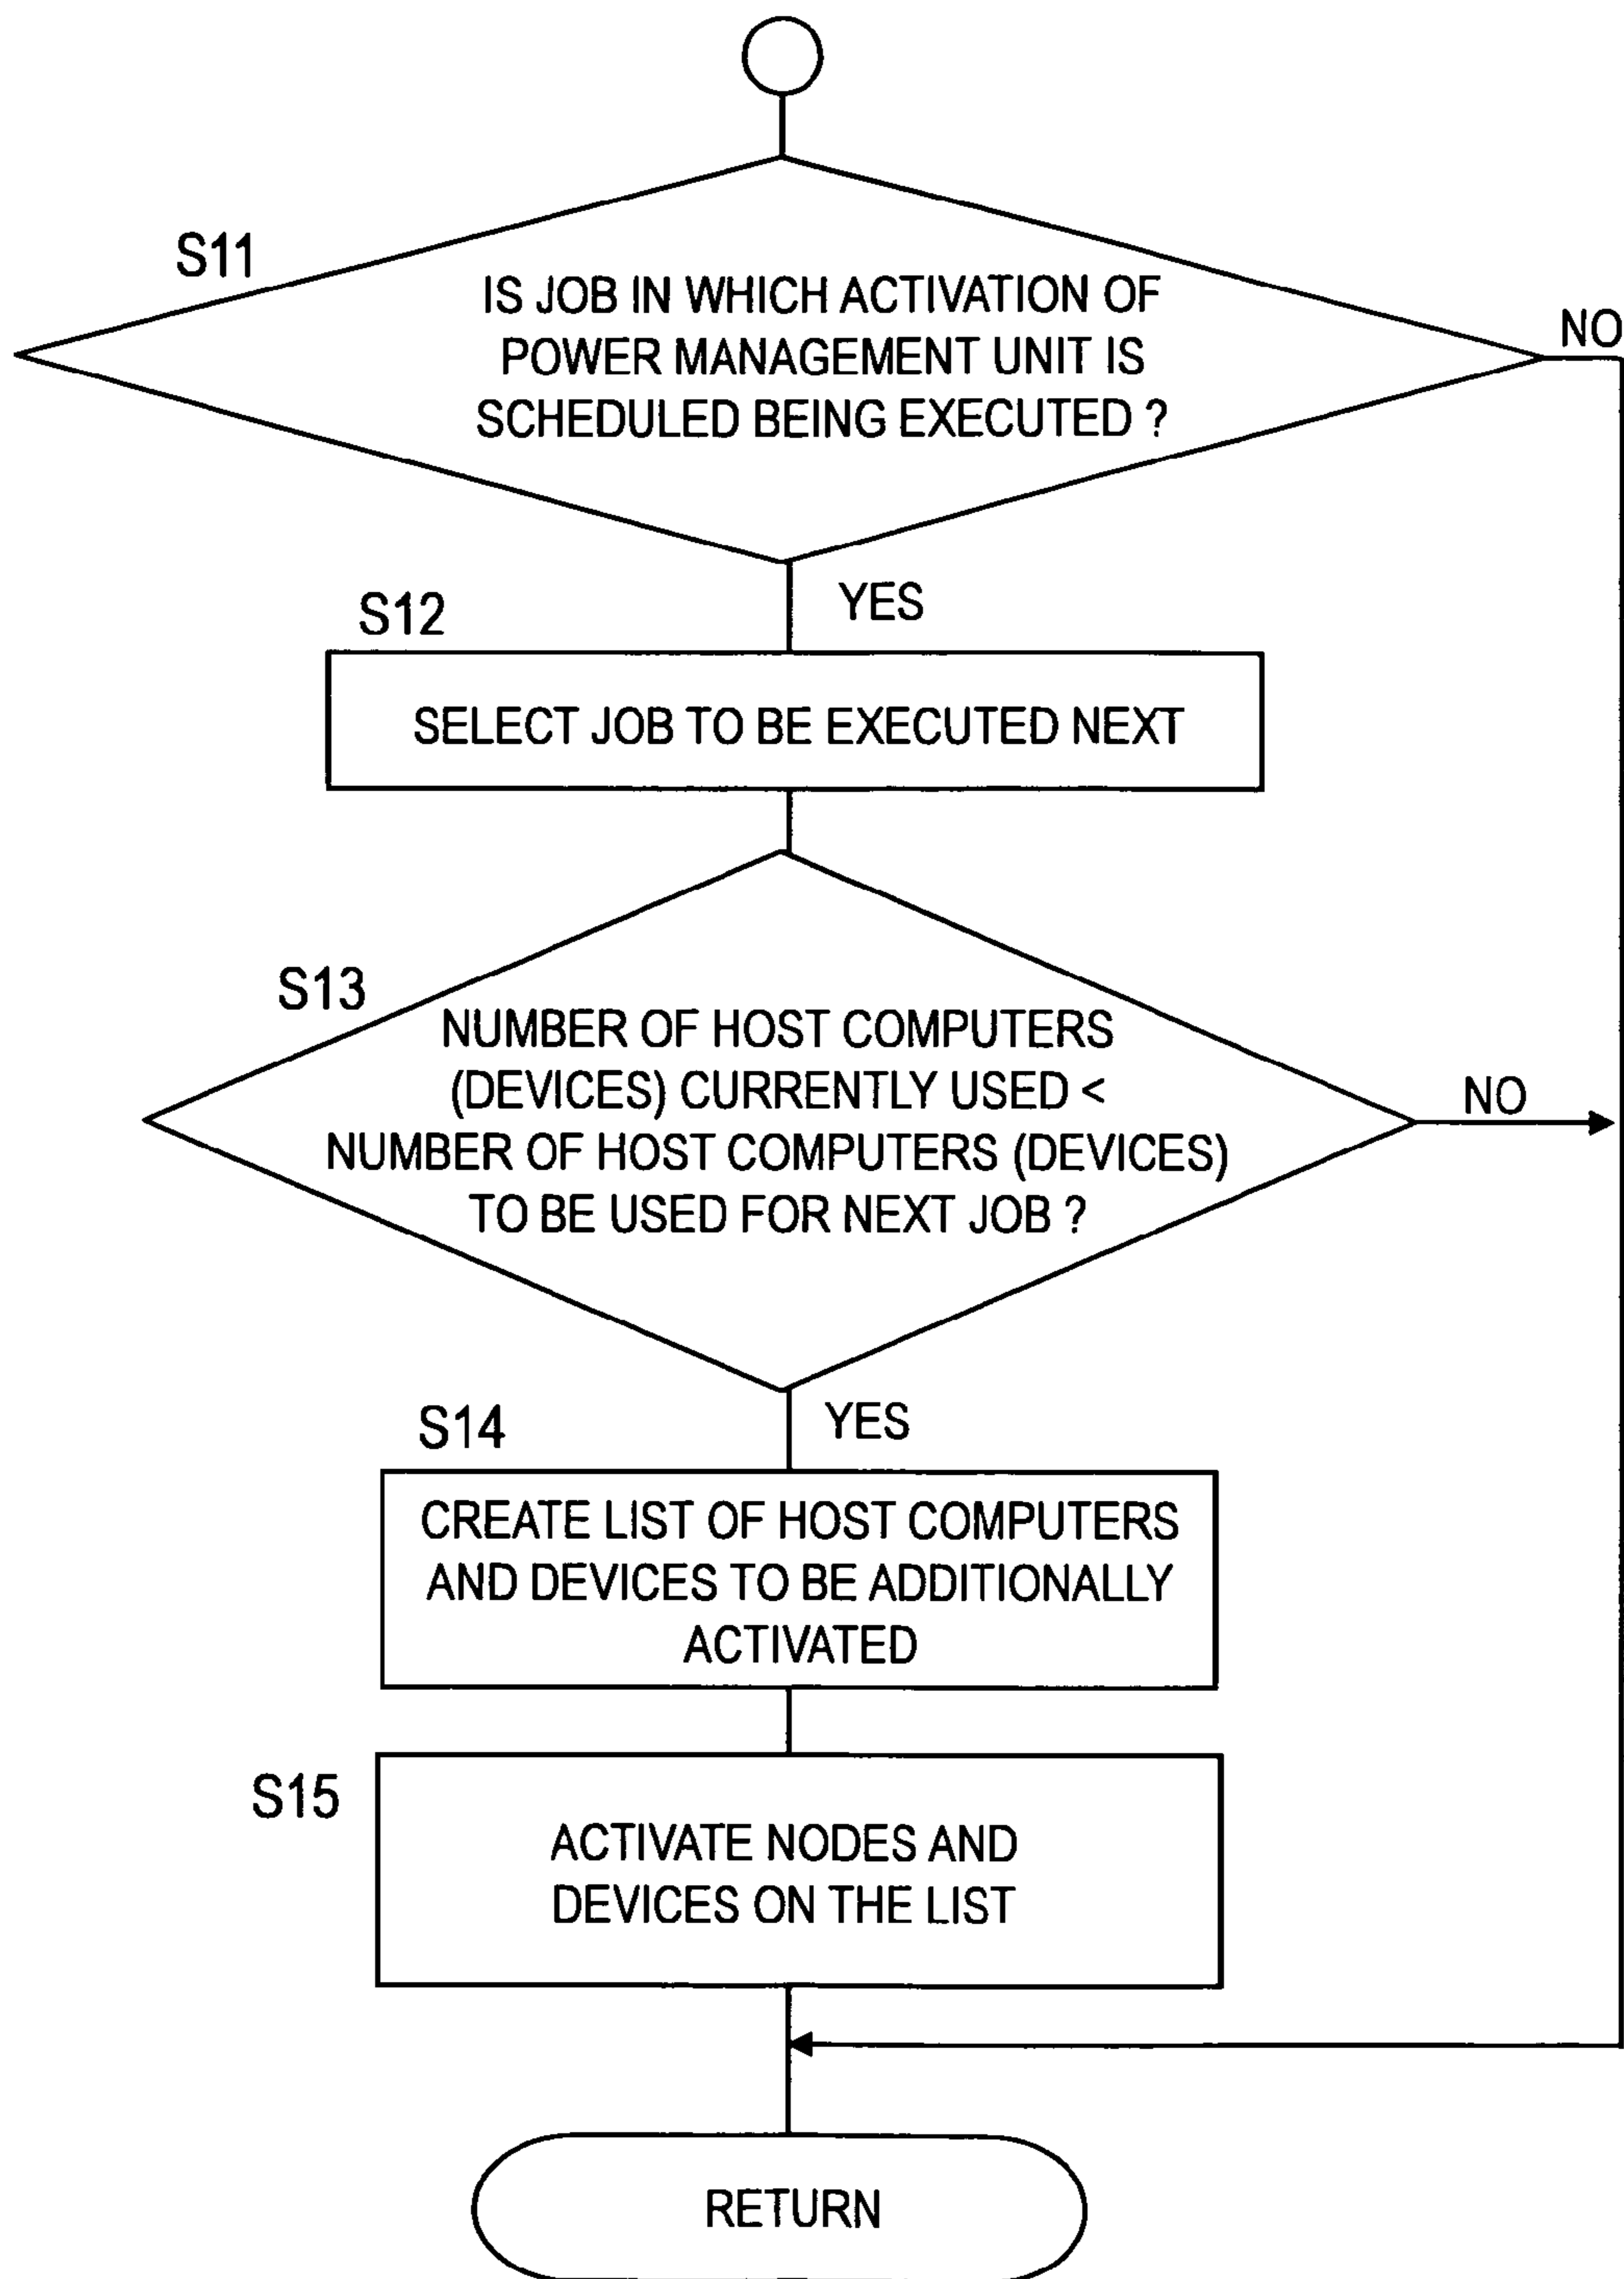 S11
IS JOB IN WHICH ACTIVATION OF
POWER MANAGEMENT UNIT IS
SCHEDULED BEING EXECUTED ?
NO
YES
S12
SELECT JOB TO BE EXECUTED NEXT
S13
NUMBER OF HOST COMPUTERS
(DEVICES) CURRENTLY USED <
NUMBER OF HOST COMPUTERS (DEVICES)
TO BE USED FOR NEXT JOB ?
NO
YES
S14
CREATE LIST OF HOST COMPUTERS
AND DEVICES TO BE ADDITIONALLY
ACTIVATED
S15
ACTIVATE NODES AND
DEVICES ON THE LIST
RETURN